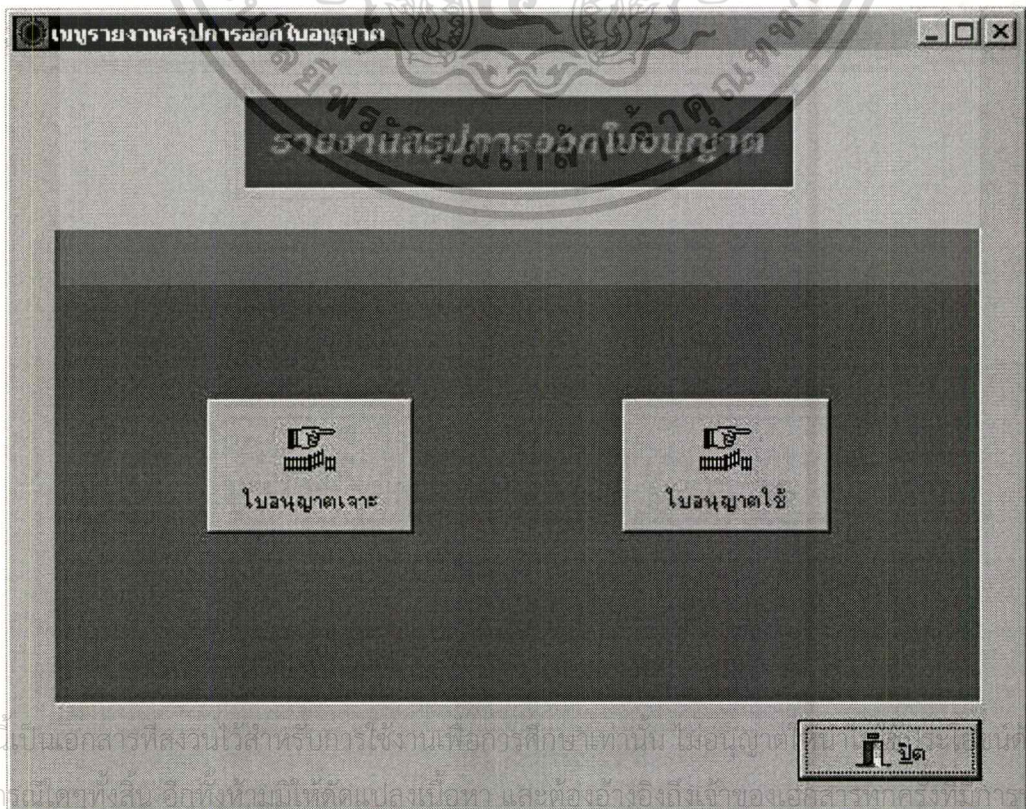 เมนูรายงานสรุปการออกใบอนุญาต
รายงานสรุปการออกใบอนุญาต
ใบอนุญาตเจาะ
ใบอนุญาตใช้
ปิด
นี้เป็นเอกสารที่สงวนไว้สำหรับการใช้งานเพื่อการศึกษาเท่านั้น ไม่อนุญาต
กรณีใดๆทั้งสิ้น อีกทั้งห้ามมิให้ดัดแปลงเนื้อหา และต้องอ้างอิงถึงเจ้าของเอกสารทุกครั้งที่มีการ